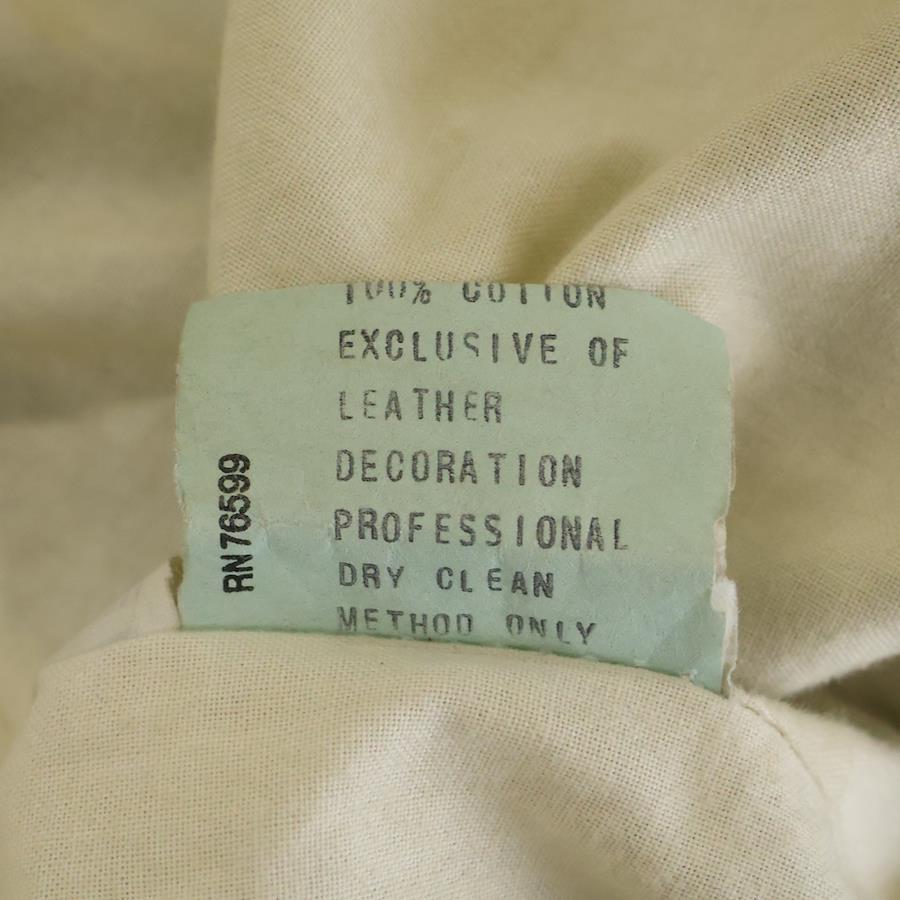 100% COTTON
EXCLUSIVE OF
LEATHER
DECORATION
PROFESSIONAL
DRY CLEAN
METHOD ONLY
RN76599